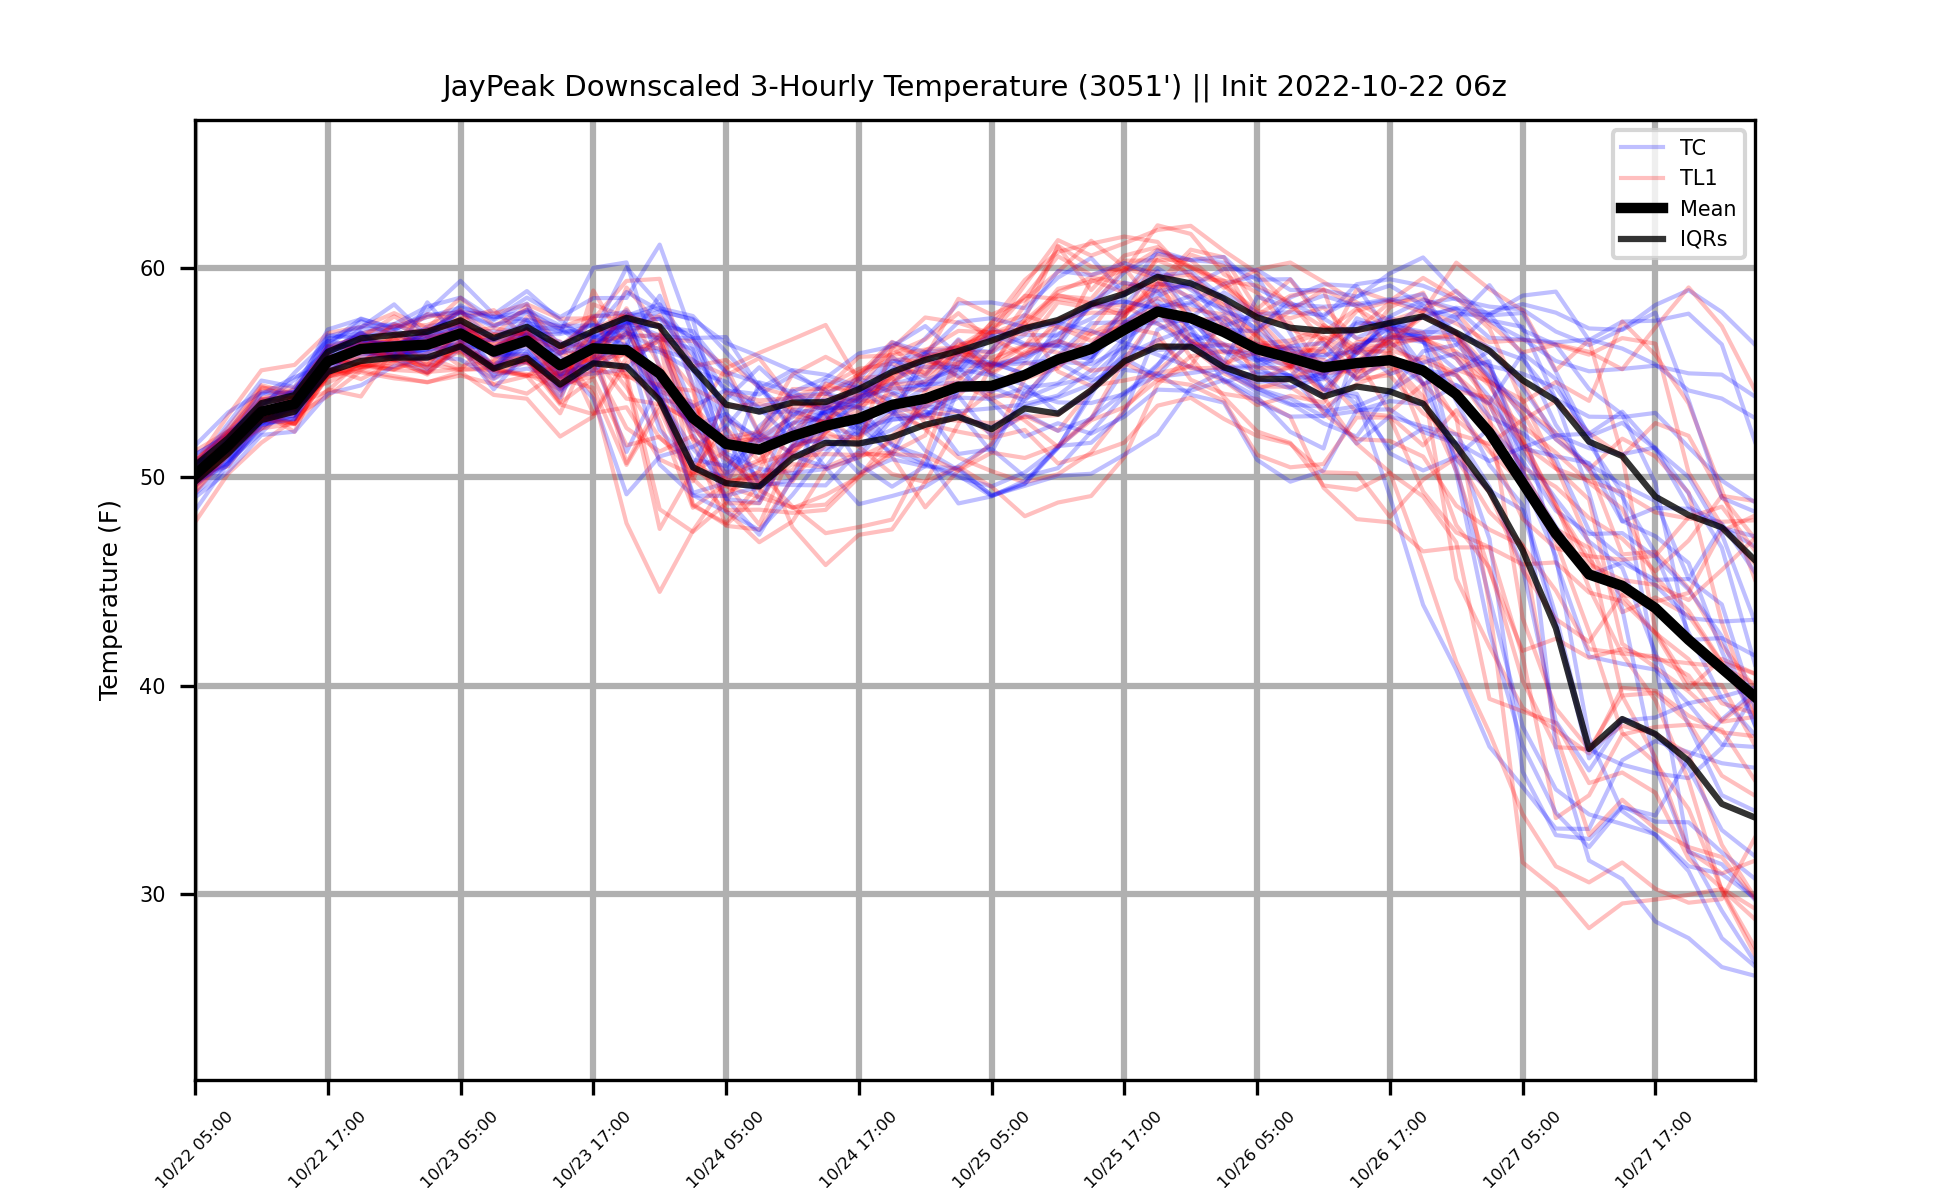 JayPeak Downscaled 3-Hourly Temperature (3051') || Init 2022-10-22 06z
TC
TL1
Mean
IQRs
Temperature (F)
60
50
40
30
10/22 05:00
10/22 17:00
10/23 05:00
10/23 17:00
10/24 05:00
10/24 17:00
10/25 05:00
10/25 17:00
10/26 05:00
10/26 17:00
10/27 05:00
10/27 17:00